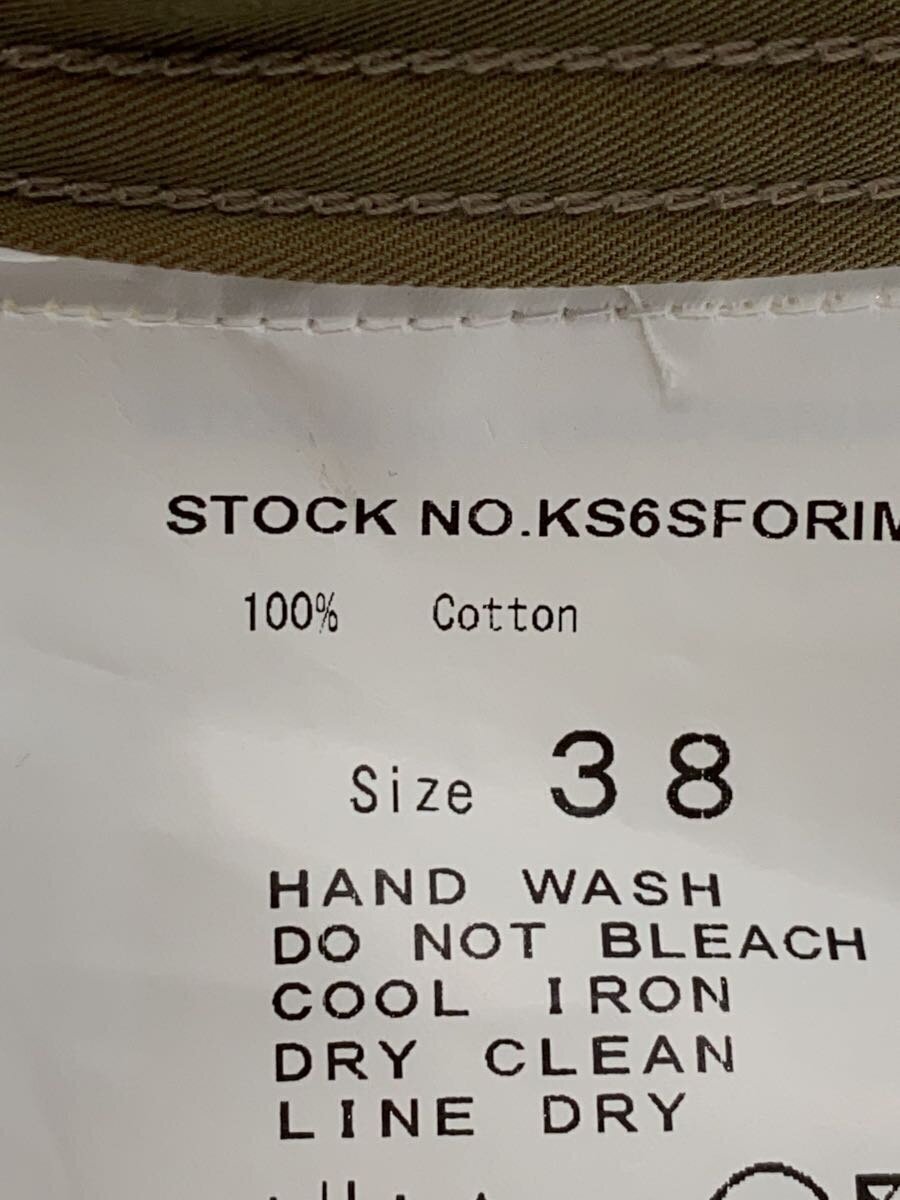 STOCK NO.KS6SFORIM
100% Cotton
Size 38
HAND WASH
DO NOT BLEACH
COOL IRON
DRY CLEAN
LINE DRY